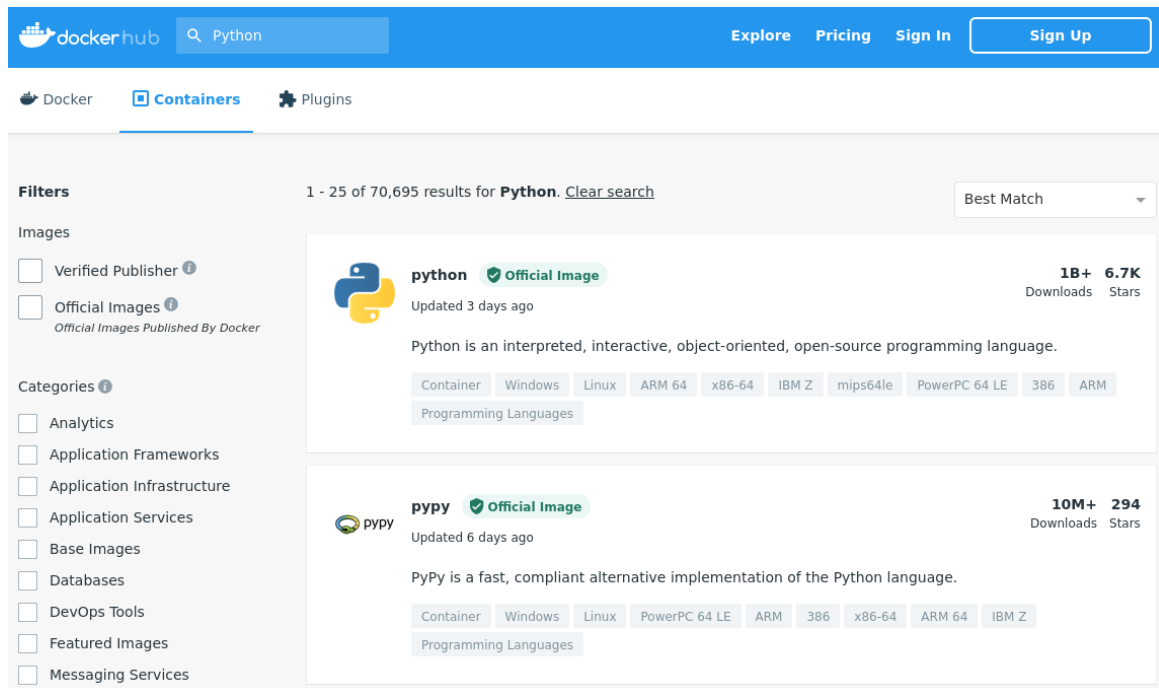 dockerhub Python Explore Pricing Sign In Sign Up
Docker Containers Plugins
Filters
Images
Verified Publisher i
Official Images i
Official Images Published By Docker
Categories i
Analytics
Application Frameworks
Application Infrastructure
Application Services
Base Images
Databases
DevOps Tools
Featured Images
Messaging Services
1 - 25 of 70,695 results for Python. Clear search
Best Match
python Official Image
1B+ 6.7K
Downloads Stars
Updated 3 days ago
Python is an interpreted, interactive, object-oriented, open-source programming language.
Container Windows Linux ARM 64 x86-64 IBM Z mips64le PowerPC 64 LE 386 ARM
Programming Languages
pypy
pypy Official Image
10M+ 294
Downloads Stars
Updated 6 days ago
PyPy is a fast, compliant alternative implementation of the Python language.
Container Windows Linux PowerPC 64 LE ARM 386 x86-64 ARM 64 IBM Z
Programming Languages